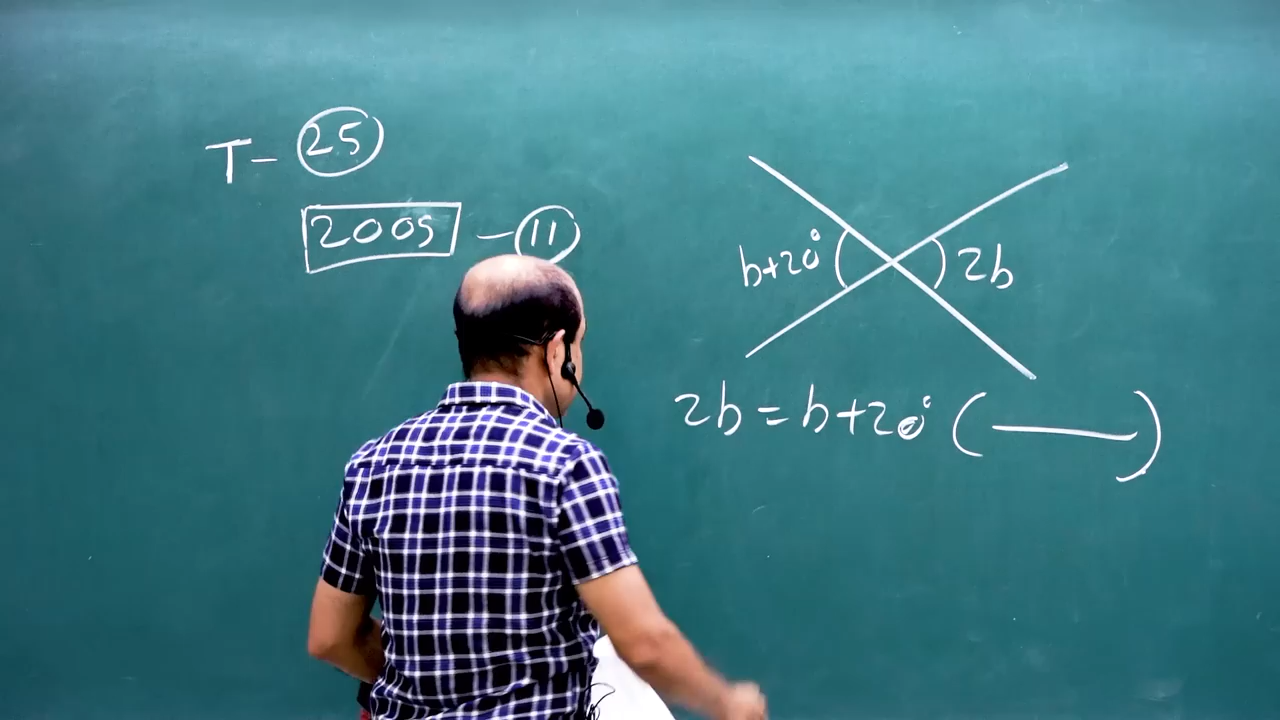 T- 25
2005 - 11
b+20° 2b
2b = b+20° (———)